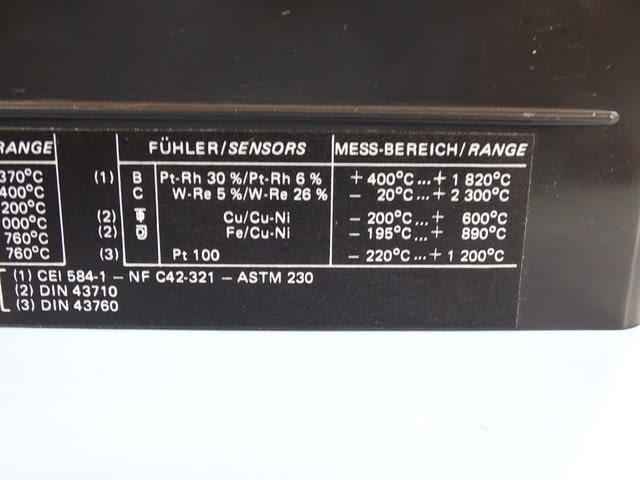 RANGE FÜHLER/SENSORS MESS-BEREICH/RANGE
370°C (1) B Pt-Rh 30 %/Pt-Rh 6 % + 400°C...+ 1 820°C
400°C C W-Re 5 %/W-Re 26 % − 20°C...+ 2 300°C
200°C
000°C (2) T Cu/Cu-Ni − 200°C ...+ 600°C
760°C (2) J Fe/Cu-Ni − 195°C ...+ 890°C
760°C (3) Pt 100 − 220°C...+ 1 200°C
(1) CEI 584-1 – NF C42-321 – ASTM 230
(2) DIN 43710
(3) DIN 43760